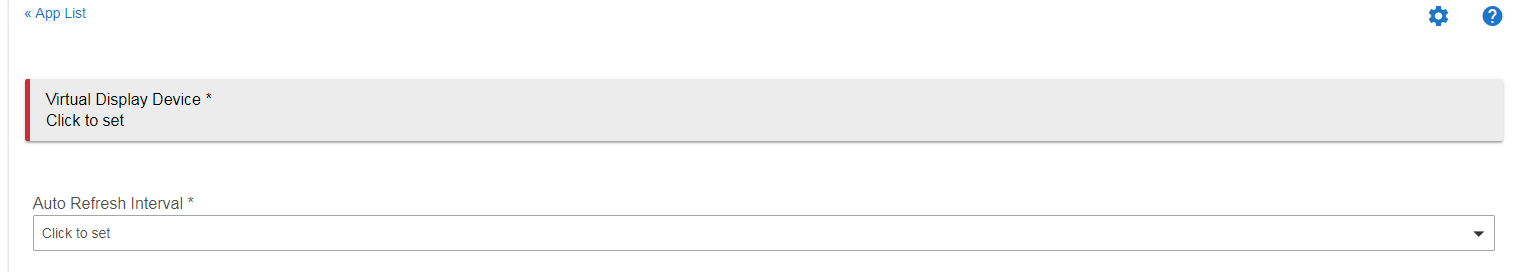 « App List
Virtual Display Device *
Click to set
Auto Refresh Interval *
Click to set